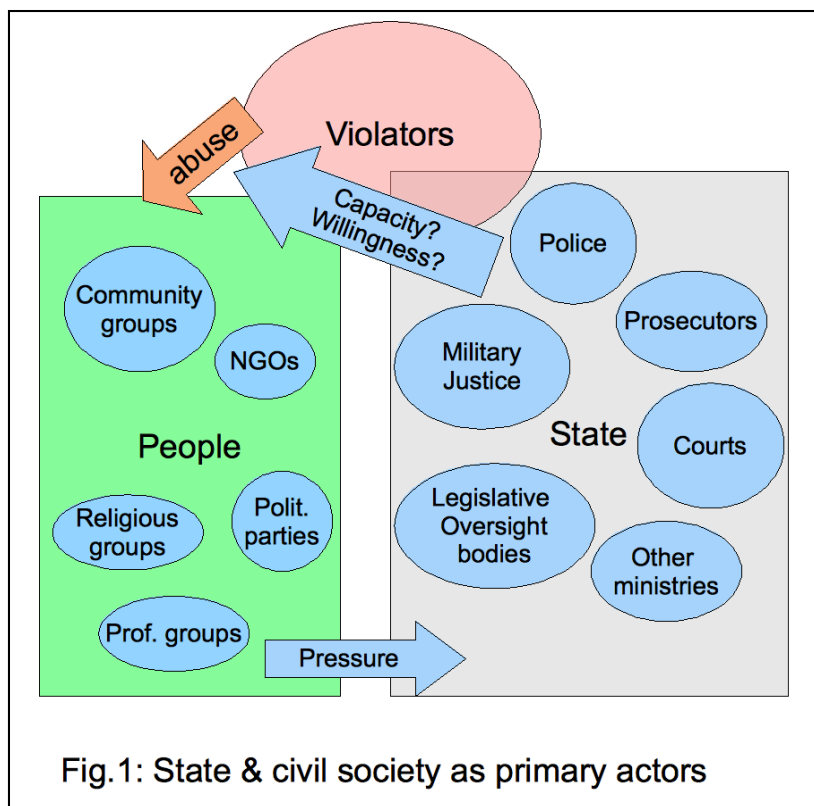 Violators
abuse
Capacity?
Willingness?
Police
Community
groups
Prosecutors
NGOs
Military
Justice
People
State
Courts
Religious
groups
Polit.
parties
Legislative
Oversight
bodies
Other
ministries
Prof. groups
Pressure
Fig.1: State & civil society as primary actors